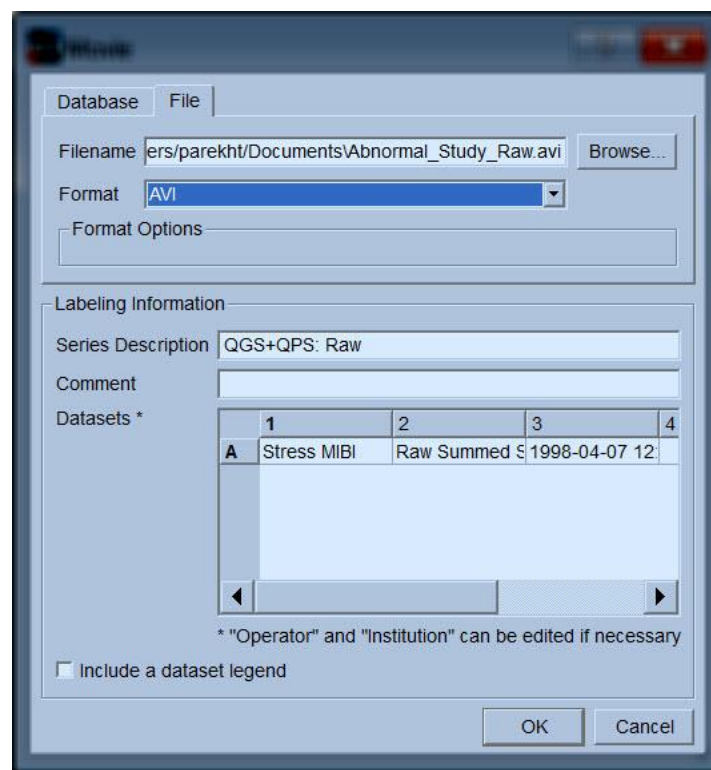 Movie
Database File
Filename ers/parekht/Documents\Abnormal_Study_Raw.avi Browse...
Format AVI
Format Options
Labeling Information
Series Description QGS+QPS: Raw
Comment
Datasets *
1 2 3 4
A Stress MIBI Raw Summed S 1998-04-07 12:
* "Operator" and "Institution" can be edited if necessary
Include a dataset legend
OK Cancel